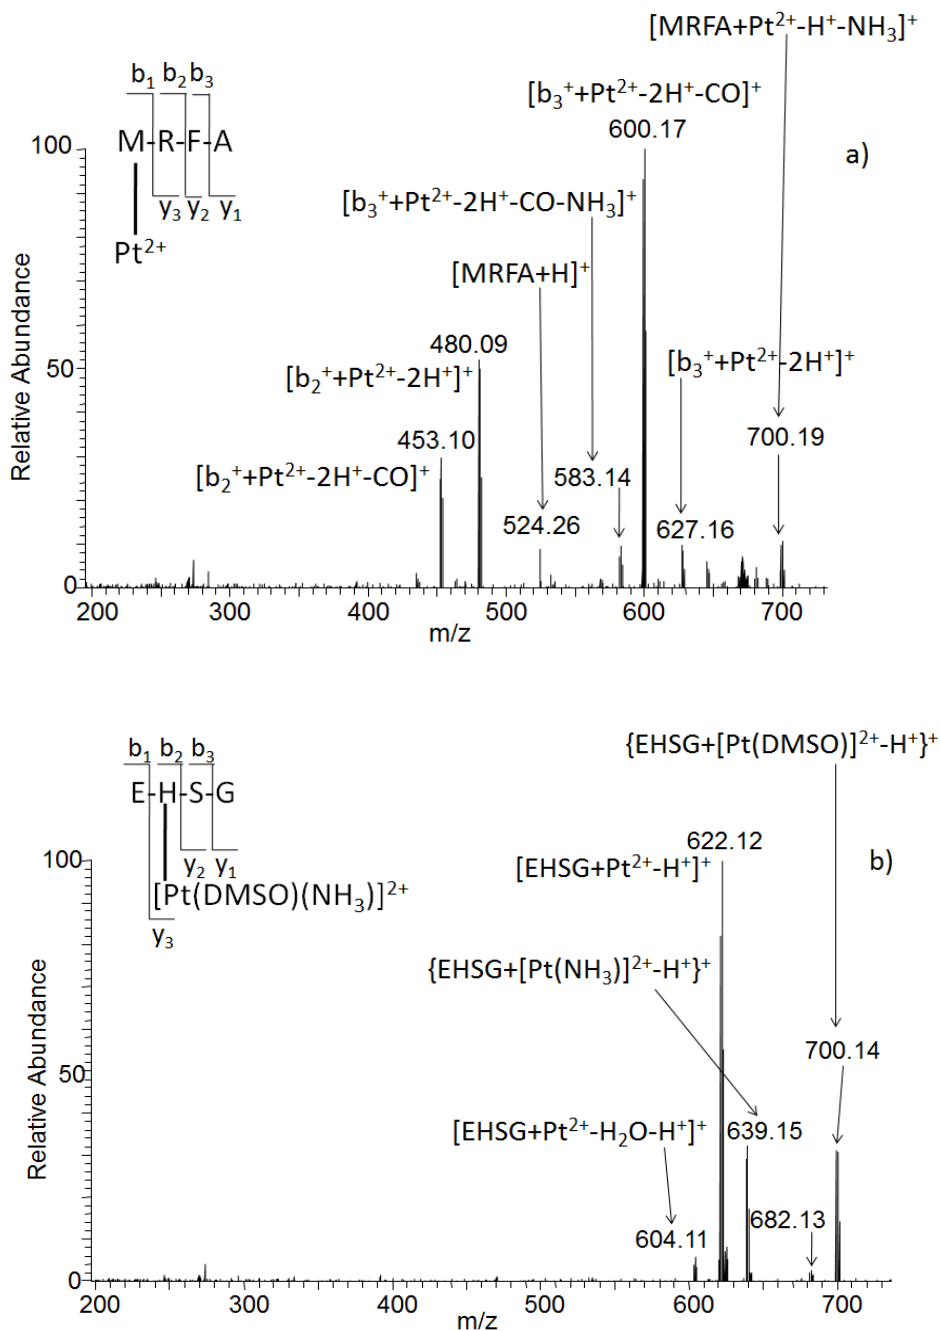 [MRFA+Pt²⁺-H⁺-NH₃]⁺
b₁ b₂ b₃
[b₃⁺+Pt²⁺-2H⁺-CO]⁺
600.17
M-R-F-A
100
a)
[b₃⁺+Pt²⁺-2H⁺-CO-NH₃]⁺
y₃ y₂ y₁
Pt²⁺
[MRFA+H]⁺
480.09
[b₃⁺+Pt²⁺-2H⁺]⁺
50
[b₂⁺+Pt²⁺-2H⁺]⁺
453.10
700.19
[b₂⁺+Pt²⁺-2H⁺-CO]⁺
583.14
524.26
627.16
Relative Abundance
0
200 300 400 500 600 700
m/z
{EHSG+[Pt(DMSO)]²⁺-H⁺}⁺
b₁ b₂ b₃
E-H-S-G
622.12
100
y₂ y₁
[EHSG+Pt²⁺-H⁺]⁺
b)
[Pt(DMSO)(NH₃)]²⁺
y₃
{EHSG+[Pt(NH₃)]²⁺-H⁺}⁺
700.14
50
[EHSG+Pt²⁺-H₂O-H⁺]⁺
639.15
682.13
604.11
Relative Abundance
0
200 300 400 500 600 700
m/z